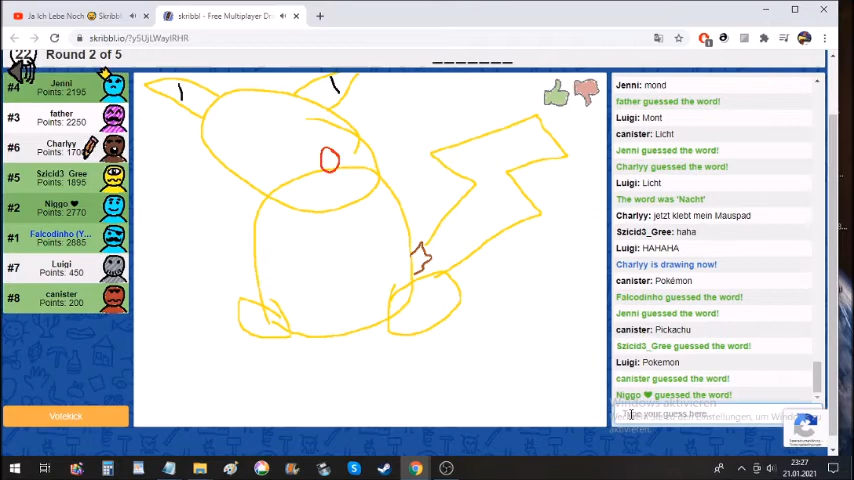 Ja Ich Lebe Noch 😂 Skribbl
skribbl - Free Multiplayer Dr
skribbl.io/?y5UjLWayIRHR
22
Round 2 of 5
_ _ _ _ _ _ _
#4
Jenni
Points: 2195
#3
father
Points: 2250
#6
Charlyy
Points: 1700
#5
Szicid3_Gree
Points: 1895
#2
Niggo ❤
Points: 2770
#1
Falcodinho (Y...
Points: 2885
#7
Luigi
Points: 450
#8
canister
Points: 200
Votekick
Jenni: mond
father guessed the word!
Luigi: Mont
canister: Licht
Jenni guessed the word!
Charlyy guessed the word!
Luigi: Licht
The word was 'Nacht'
Charlyy: jetzt klebt mein Mauspad
Szicid3_Gree: haha
Luigi: HAHAHA
Charlyy is drawing now!
canister: Pokémon
Falcodinho guessed the word!
Jenni guessed the word!
canister: Pickachu
Szicid3_Gree guessed the word!
Luigi: Pokemon
canister guessed the word!
Niggo ❤ guessed the word!
Windows aktivieren
Type your guess here...
Einstellungen, um Windows
aktivieren.
23:27
21.01.2021